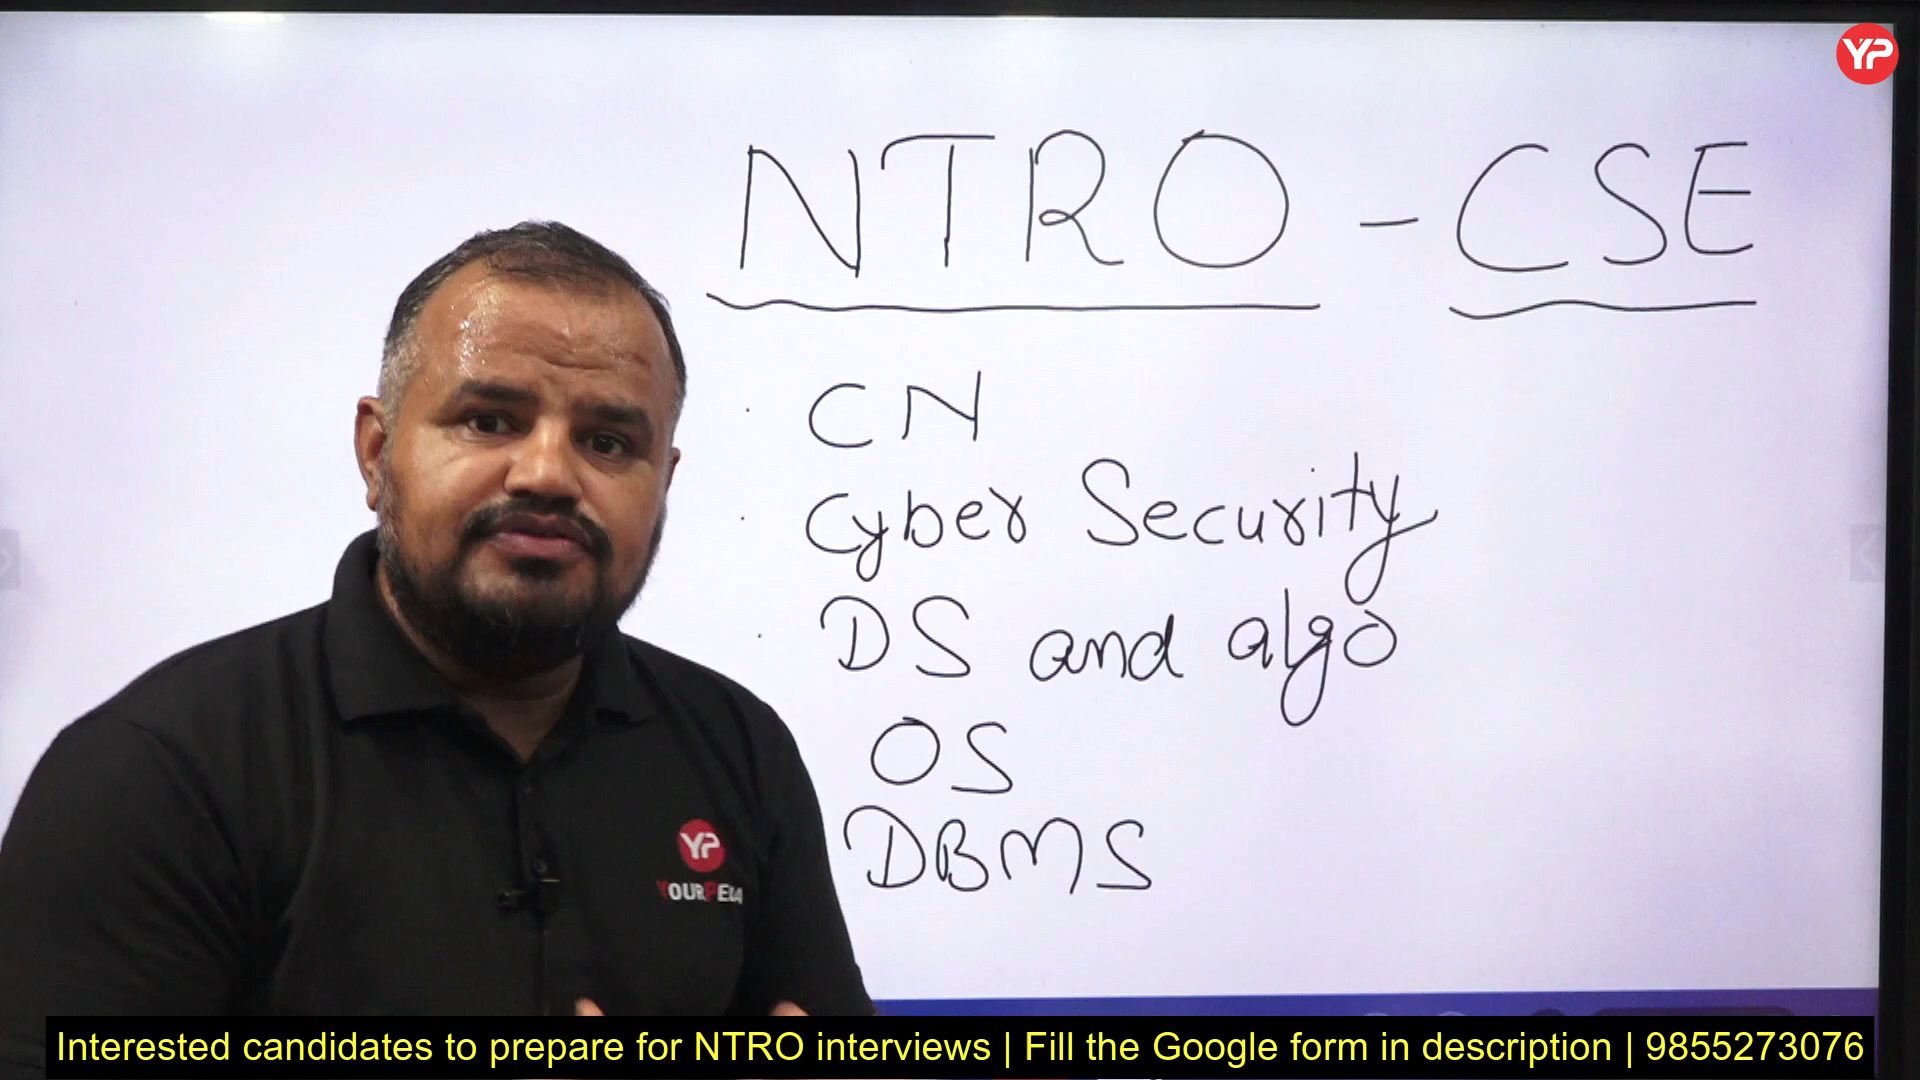 YP
NTRO - CSE
CN
Cyber Security
DS and algo
OS
DBMS
YP
YOURPEDIA
Interested candidates to prepare for NTRO interviews | Fill the Google form in description | 9855273076